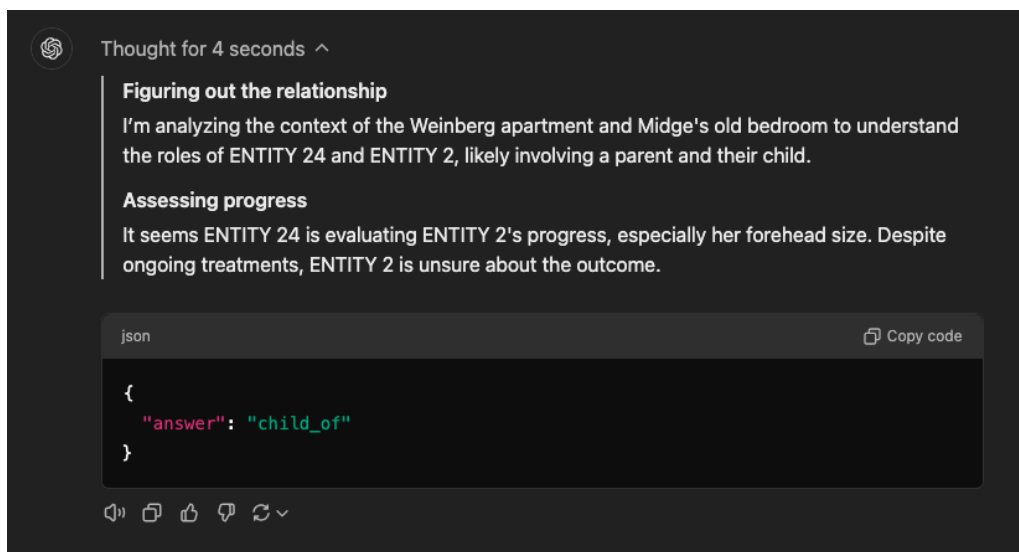 Thought for 4 seconds
Figuring out the relationship
I'm analyzing the context of the Weinberg apartment and Midge's old bedroom to understand
the roles of ENTITY 24 and ENTITY 2, likely involving a parent and their child.
Assessing progress
It seems ENTITY 24 is evaluating ENTITY 2's progress, especially her forehead size. Despite
ongoing treatments, ENTITY 2 is unsure about the outcome.
json Copy code
{
"answer": "child_of"
}